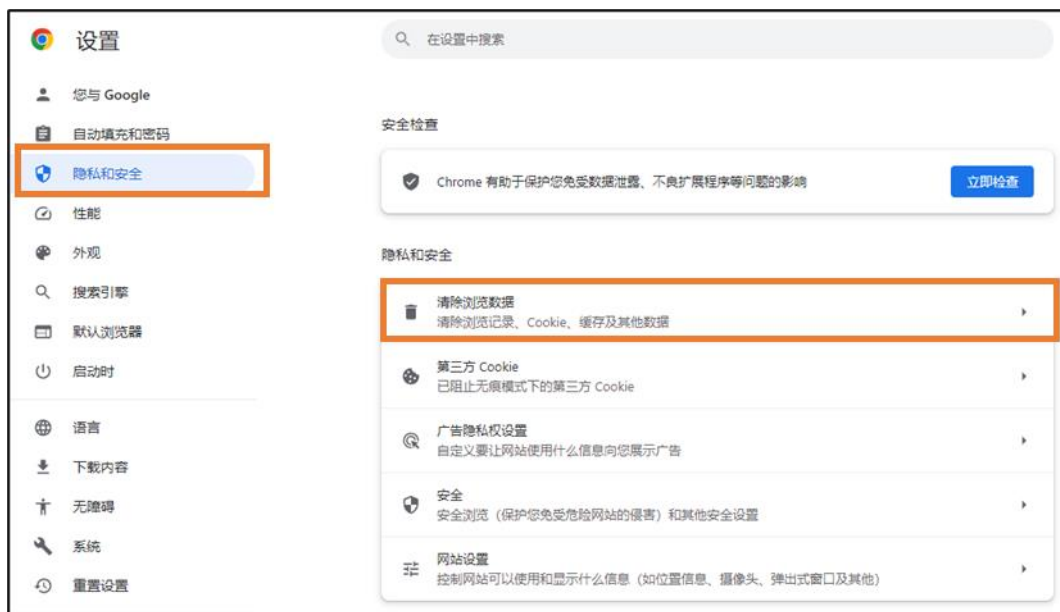 设置
在设置中搜索
您与 Google
自动填充和密码
隐私和安全
性能
外观
搜索引擎
默认浏览器
启动时
语言
下载内容
无障碍
系统
重置设置
安全检查
Chrome 有助于保护您免受数据泄露、不良扩展程序等问题的影响
立即检查
隐私和安全
清除浏览数据
清除浏览记录、Cookie、缓存及其他数据
第三方 Cookie
已阻止无痕模式下的第三方 Cookie
广告隐私权设置
自定义要让网站使用什么信息向您展示广告
安全
安全浏览（保护您免受危险网站的侵害）和其他安全设置
网站设置
控制网站可以使用和显示什么信息（如位置信息、摄像头、弹出式窗口及其他）